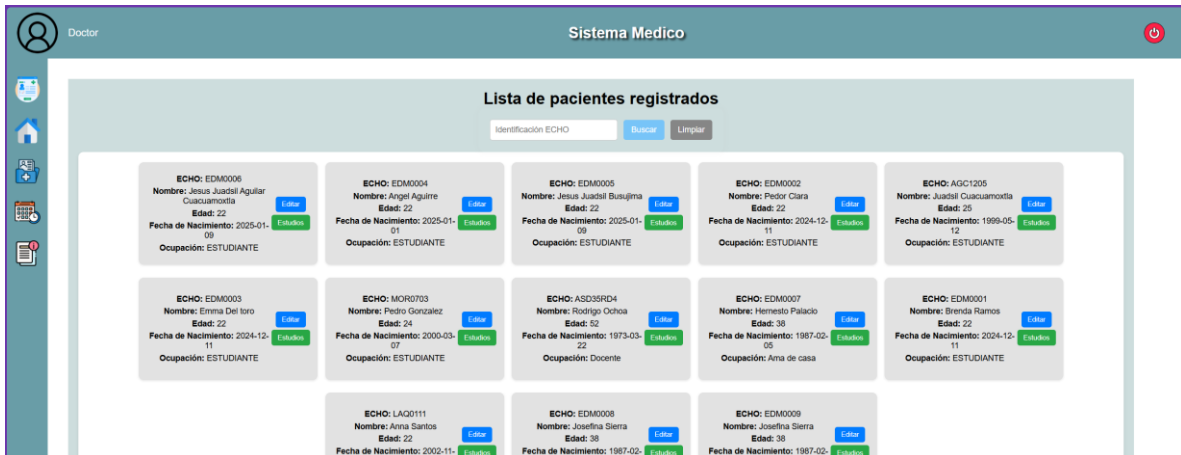 Doctor
Sistema Medico
Lista de pacientes registrados
Identificación ECHO
Buscar
Limpiar
ECHO: EDM0006
Nombre: Jesus Juadsil Aguilar
Cuacuamoxtla
Edad: 22
Fecha de Nacimiento: 2025-01-
09
Ocupación: ESTUDIANTE
Editar
Estudios
ECHO: EDM0004
Nombre: Angel Aguirre
Edad: 22
Fecha de Nacimiento: 2025-01-
01
Ocupación: ESTUDIANTE
Editar
Estudios
ECHO: EDM0005
Nombre: Jesus Juadsil Busujima
Edad: 22
Fecha de Nacimiento: 2025-01-
09
Ocupación: ESTUDIANTE
Editar
Estudios
ECHO: EDM0002
Nombre: Pedor Clara
Edad: 22
Fecha de Nacimiento: 2024-12-
11
Ocupación: ESTUDIANTE
Editar
Estudios
ECHO: AGC1205
Nombre: Juadsil Cuacuamoxtla
Edad: 25
Fecha de Nacimiento: 1999-05-
12
Ocupación: ESTUDIANTE
Editar
Estudios
ECHO: EDM0003
Nombre: Emma Del toro
Edad: 22
Fecha de Nacimiento: 2024-12-
11
Ocupación: ESTUDIANTE
Editar
Estudios
ECHO: MOR0703
Nombre: Pedro Gonzalez
Edad: 24
Fecha de Nacimiento: 2000-03-
07
Ocupación: ESTUDIANTE
Editar
Estudios
ECHO: ASD35RD4
Nombre: Rodrigo Ochoa
Edad: 52
Fecha de Nacimiento: 1973-03-
22
Ocupación: Docente
Editar
Estudios
ECHO: EDM0007
Nombre: Hernesto Palacio
Edad: 38
Fecha de Nacimiento: 1987-02-
05
Ocupación: Ama de casa
Editar
Estudios
ECHO: EDM0001
Nombre: Brenda Ramos
Edad: 22
Fecha de Nacimiento: 2024-12-
11
Ocupación: ESTUDIANTE
Editar
Estudios
ECHO: LAQ0111
Nombre: Anna Santos
Edad: 22
Fecha de Nacimiento: 2002-11-
Editar
Estudios
ECHO: EDM0008
Nombre: Josefina Sierra
Edad: 38
Fecha de Nacimiento: 1987-02-
Editar
Estudios
ECHO: EDM0009
Nombre: Josefina Sierra
Edad: 38
Fecha de Nacimiento: 1987-02-
Editar
Estudios